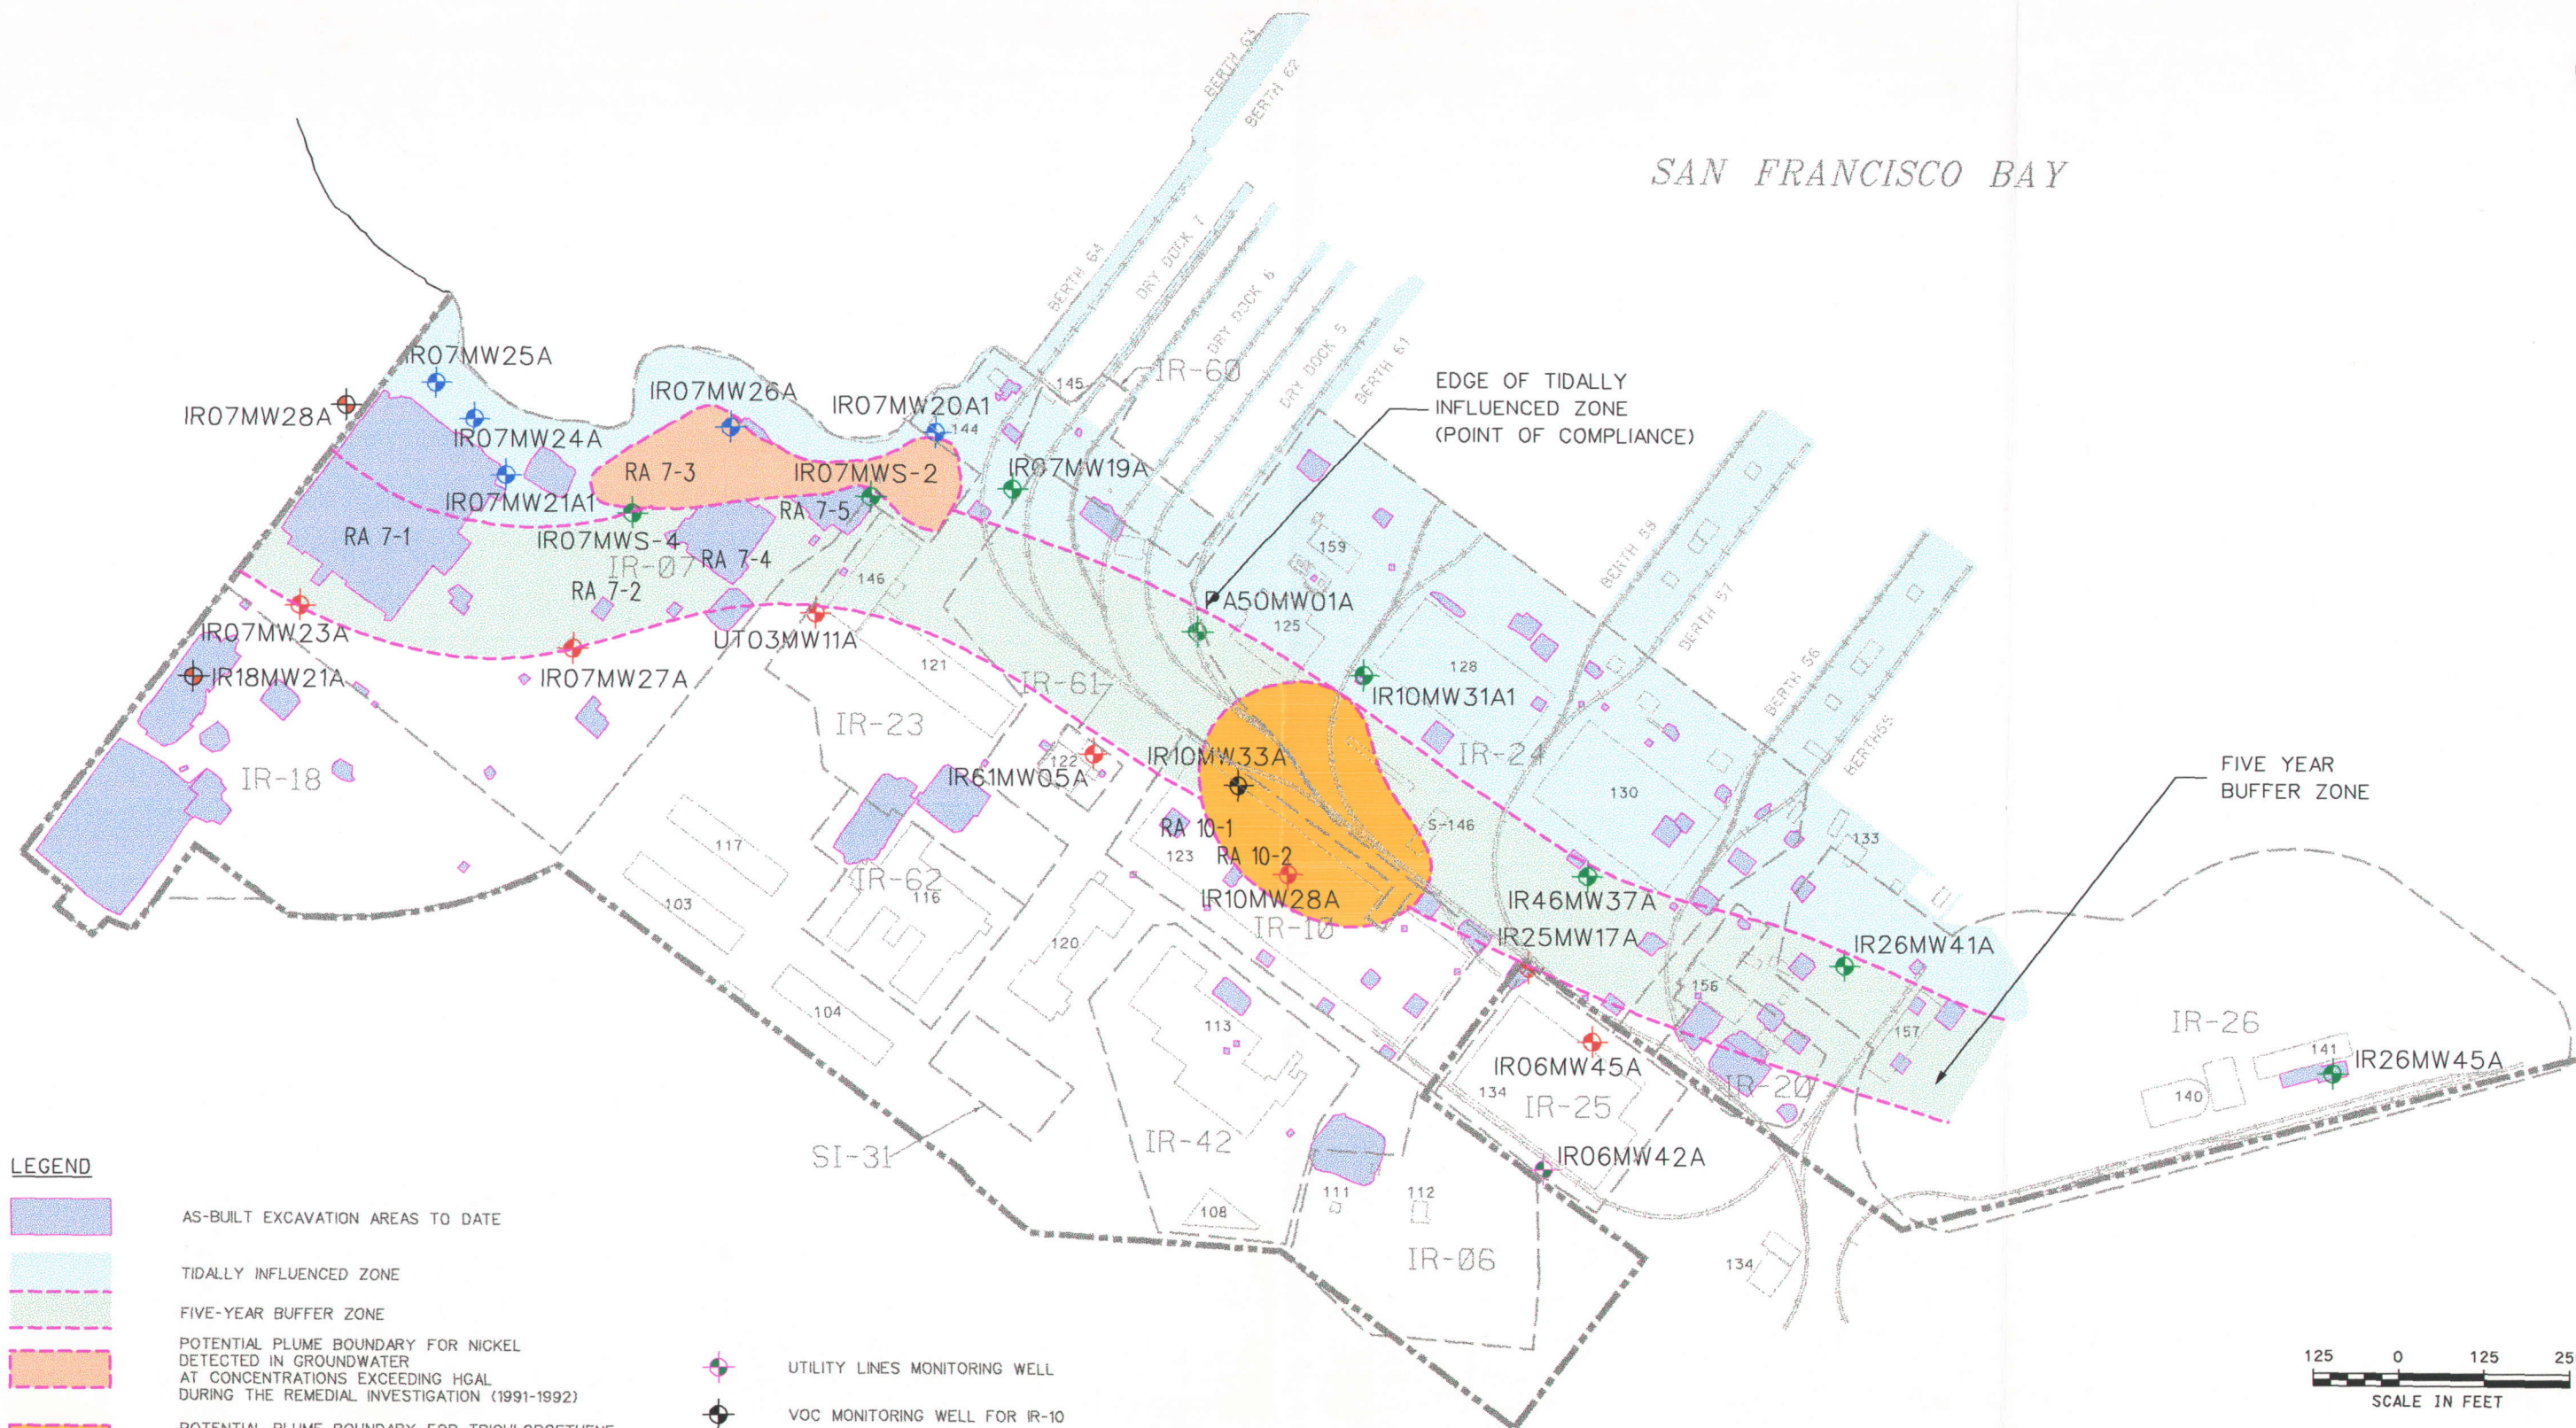 SAN FRANCISCO BAY
BERTH 63
BERTH 62
BERTH 64
DRY DOCK 7
DRY DOCK 6
DRY DOCK 5
BERTH 61
145
IR-60
EDGE OF TIDALLY
INFLUENCED ZONE
(POINT OF COMPLIANCE)
IR07MW25A
IR07MW28A
IR07MW24A
IR07MW26A
IR07MW20A1
144
RA 7-3
IR07MWS-2
IR07MW19A
IR07MW21A1
RA 7-5
RA 7-1
IR07MWS-4
IR-07
RA 7-4
RA 7-2
146
159
BERTH 58
BERTH 57
PA50MW01A
125
IR07MW23A
UT03MW11A
IR18MW21A
IR07MW27A
121
IR-61
128
IR10MW31A1
BERTH 56
BERTH55
IR-23
IR-24
IR-18
122
IR61MW05A
IR10MW33A
FIVE YEAR
BUFFER ZONE
130
RA 10-1
S-146
123
RA 10-2
133
117
IR-62
116
103
IR10MW28A
IR-10
IR46MW37A
IR25MW17A
IR26MW41A
120
104
113
156
157
IR-26
141
IR26MW45A
140
IR06MW45A
134
IR-25
IR-20
SI-31
IR-42
IR06MW42A
111
112
108
IR-06
134
LEGEND
AS-BUILT EXCAVATION AREAS TO DATE
TIDALLY INFLUENCED ZONE
FIVE-YEAR BUFFER ZONE
POTENTIAL PLUME BOUNDARY FOR NICKEL
DETECTED IN GROUNDWATER
AT CONCENTRATIONS EXCEEDING HGAL
DURING THE REMEDIAL INVESTIGATION (1991-1992)
POTENTIAL PLUME BOUNDARY FOR TRICHLOROETHENE
UTILITY LINES MONITORING WELL
VOC MONITORING WELL FOR IR-10
125 0 125 25
SCALE IN FEET